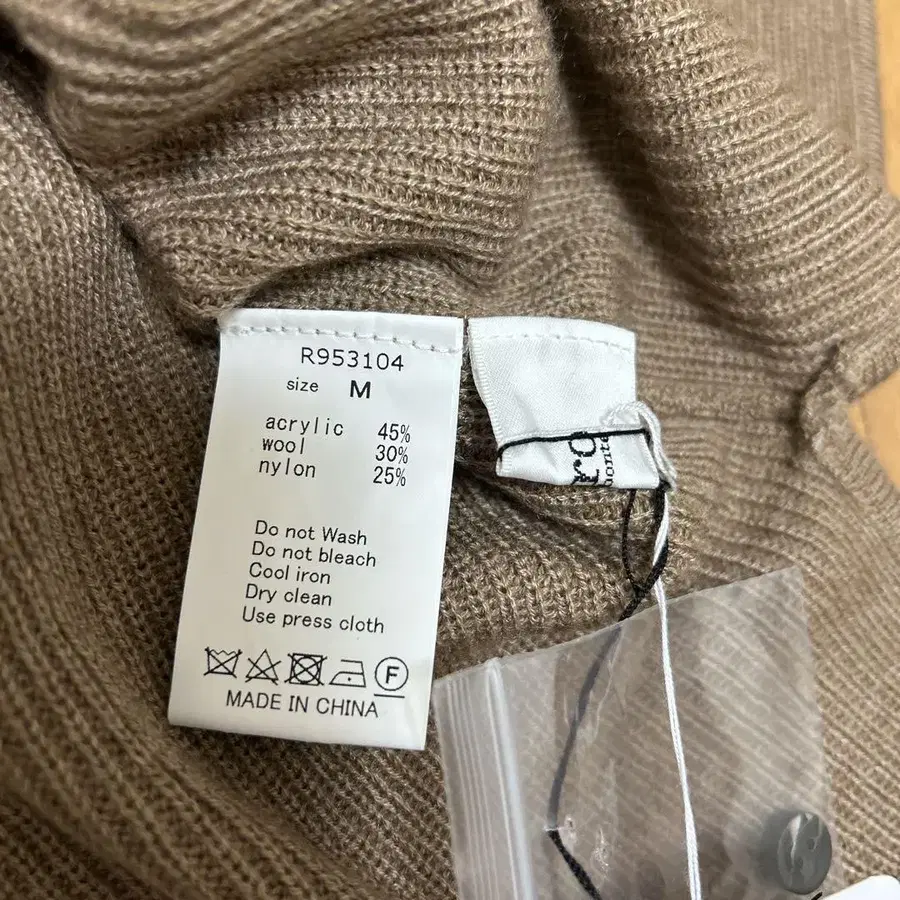 R953104
size M
acrylic 45%
wool 30%
nylon 25%
Do not Wash
Do not bleach
Cool iron
Dry clean
Use press cloth
F
MADE IN CHINA